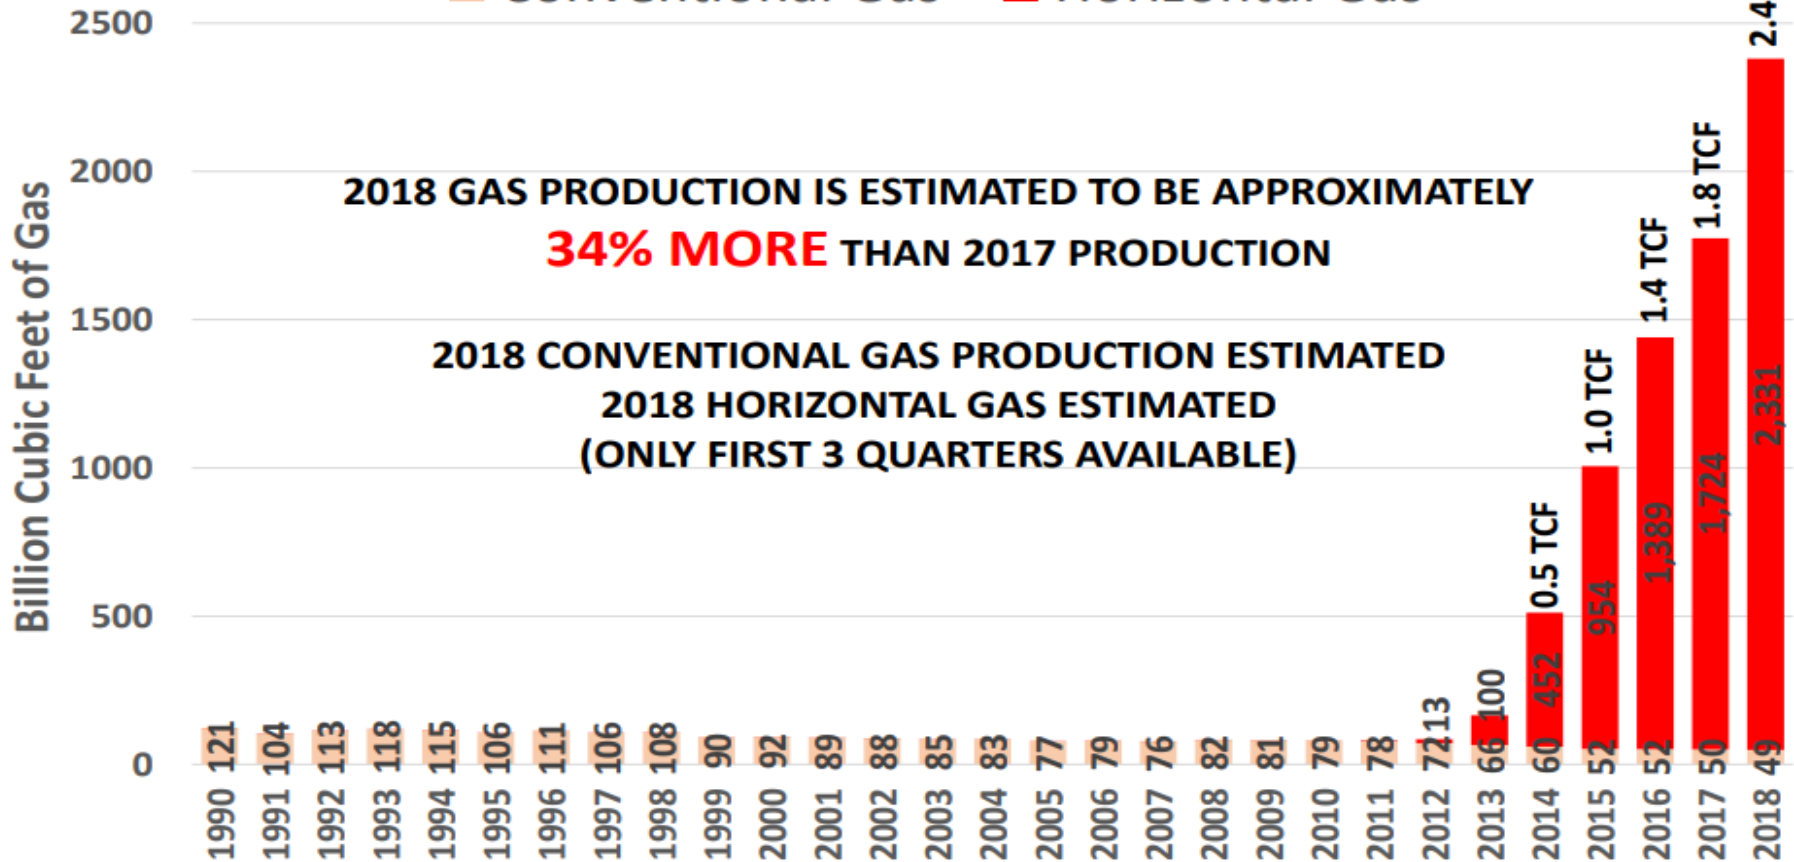 Conventional Gas Horizontal Gas
2500
2000
1500
1000
500
0
Billion Cubic Feet of Gas
2018 GAS PRODUCTION IS ESTIMATED TO BE APPROXIMATELY
34% MORE THAN 2017 PRODUCTION
2018 CONVENTIONAL GAS PRODUCTION ESTIMATED
2018 HORIZONTAL GAS ESTIMATED
(ONLY FIRST 3 QUARTERS AVAILABLE)
0.5 TCF
1.0 TCF
1.4 TCF
1.8 TCF
2.4
13
100
452
954
1,389
1,724
2,331
121 104 113 118 115 106 111 106 108 90 92 89 88 85 83 77 79 76 82 81 79 78 72 66 60 52 52 50 49
1990 1991 1992 1993 1994 1995 1996 1997 1998 1999 2000 2001 2002 2003 2004 2005 2006 2007 2008 2009 2010 2011 2012 2013 2014 2015 2016 2017 2018